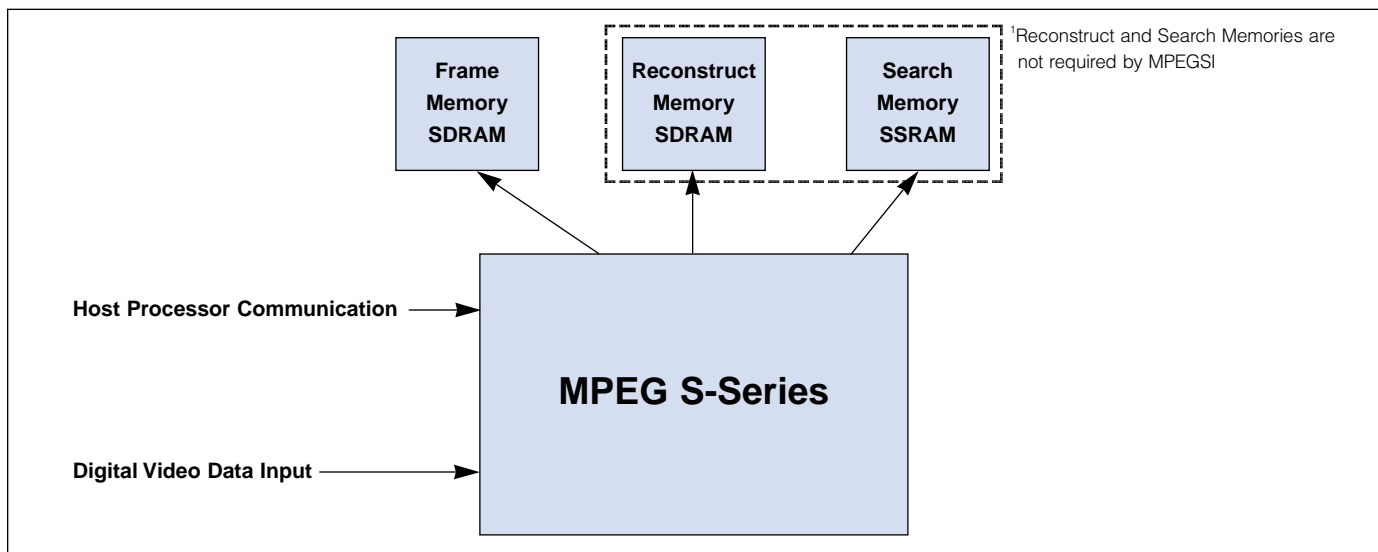 Frame
Memory
SDRAM
Reconstruct
Memory
SDRAM
Search
Memory
SSRAM
¹Reconstruct and Search Memories are
not required by MPEGSI
Host Processor Communication
MPEG S-Series
Digital Video Data Input